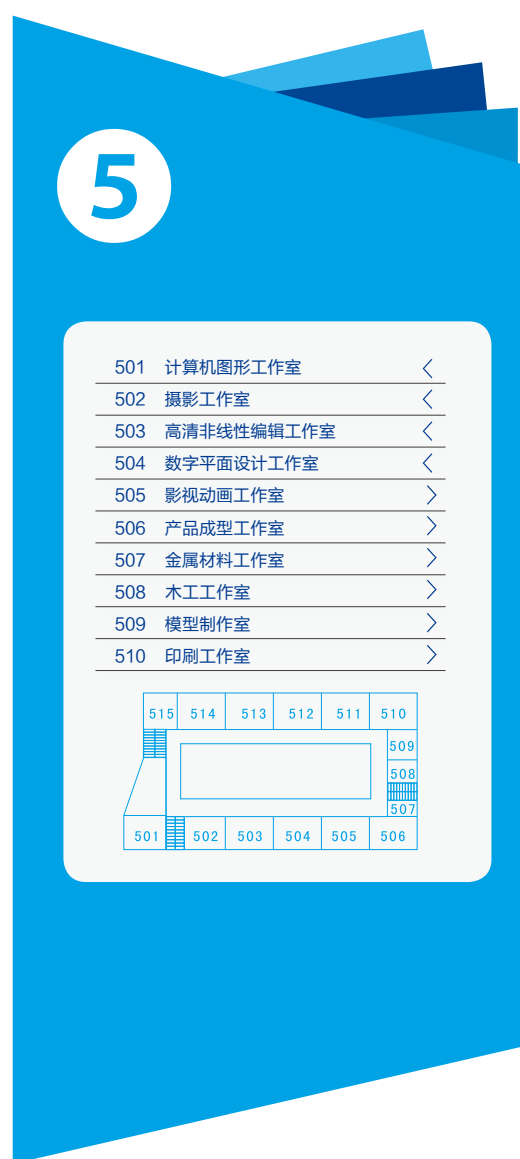 5
501 计算机图形工作室 <
502 摄影工作室 <
503 高清非线性编辑工作室 <
504 数字平面设计工作室 <
505 影视动画工作室 >
506 产品成型工作室 >
507 金属材料工作室 >
508 木工工作室 >
509 模型制作室 >
510 印刷工作室 >
515 514 513 512 511 510
509
508
507
501 502 503 504 505 506